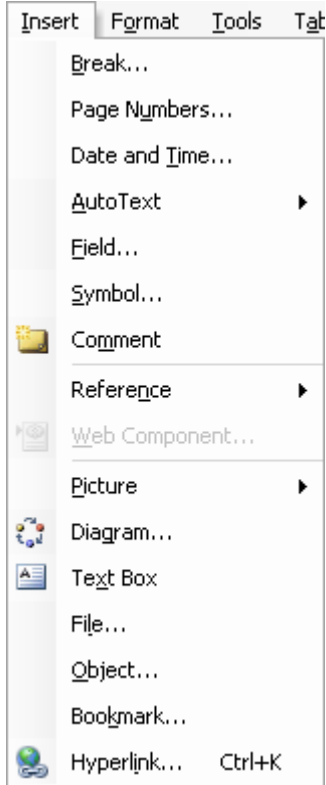 Insert Format Tools Tab
Break...
Page Numbers...
Date and Time...
AutoText
Field...
Symbol...
Comment
Reference
Web Component...
Picture
Diagram...
Text Box
File...
Object...
Bookmark...
Hyperlink... Ctrl+K